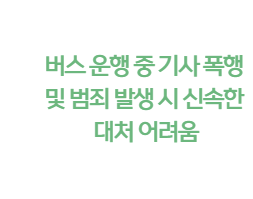 버스 운행 중 기사 폭행
및 범죄 발생 시 신속한
대처 어려움